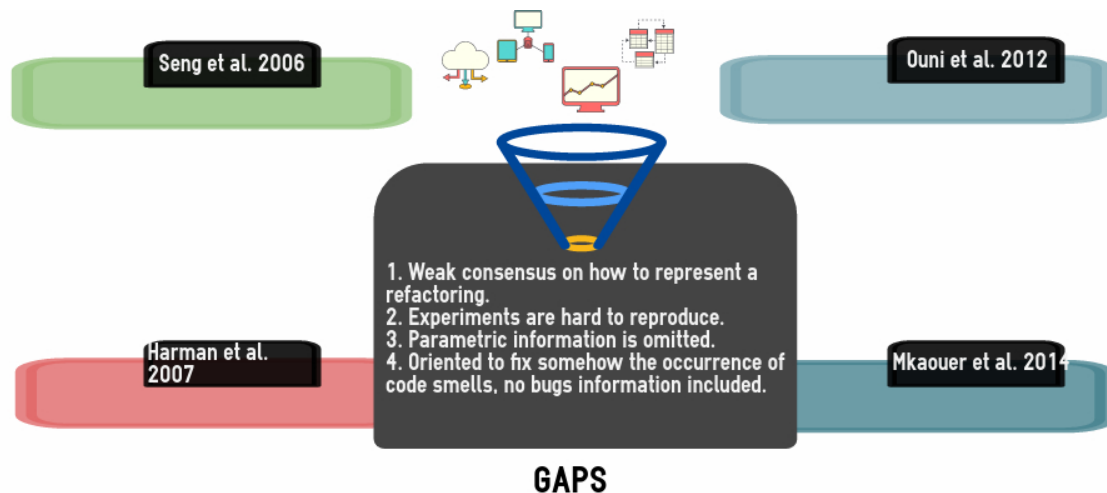 Seng et al. 2006
Ouni et al. 2012
1. Weak consensus on how to represent a
refactoring.
2. Experiments are hard to reproduce.
3. Parametric information is omitted.
4. Oriented to fix somehow the occurrence of
code smells, no bugs information included.
Harman et al.
2007
Mkaouer et al. 2014
GAPS